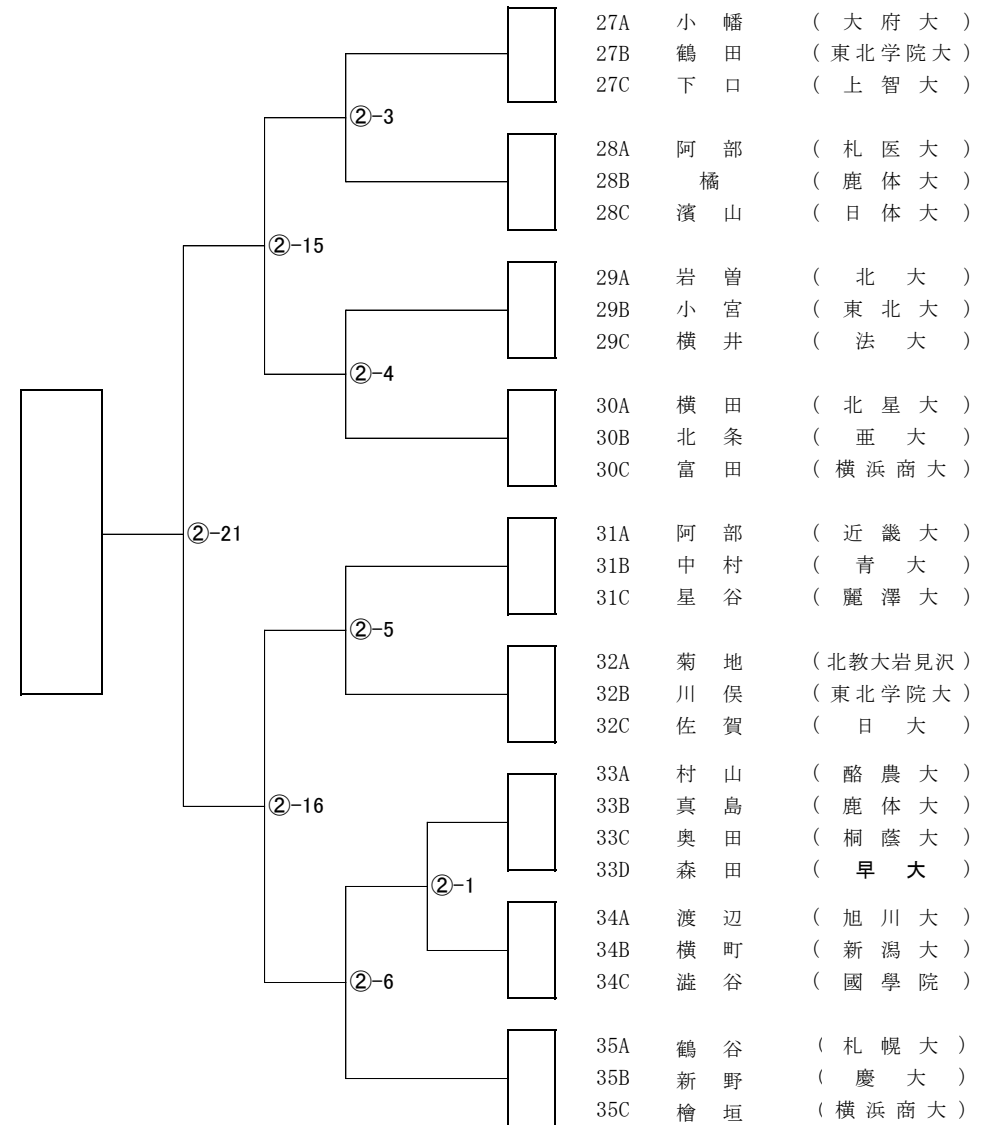 27A 小幡 (大府大)
27B 鶴田 (東北学院大)
27C 下口 (上智大)
②-3
28A 阿部 (札医大)
28B 橘 (鹿体大)
28C 濱山 (日体大)
②-15
29A 岩曽 (北大)
29B 小宮 (東北大)
29C 横井 (法大)
②-4
30A 横田 (北星大)
30B 北条 (亜大)
30C 富田 (横浜商大)
②-21
31A 阿部 (近畿大)
31B 中村 (青大)
31C 星谷 (麗澤大)
②-5
32A 菊地 (北教大岩見沢)
32B 川俣 (東北学院大)
32C 佐賀 (日大)
33A 村山 (酪農大)
②-16
33B 真島 (鹿体大)
33C 奥田 (桐蔭大)
33D 森田 (早大)
②-1
34A 渡辺 (旭川大)
34B 横町 (新潟大)
34C 澁谷 (國學院)
②-6
35A 鶴谷 (札幌大)
35B 新野 (慶大)
35C 檜垣 (横浜商大)